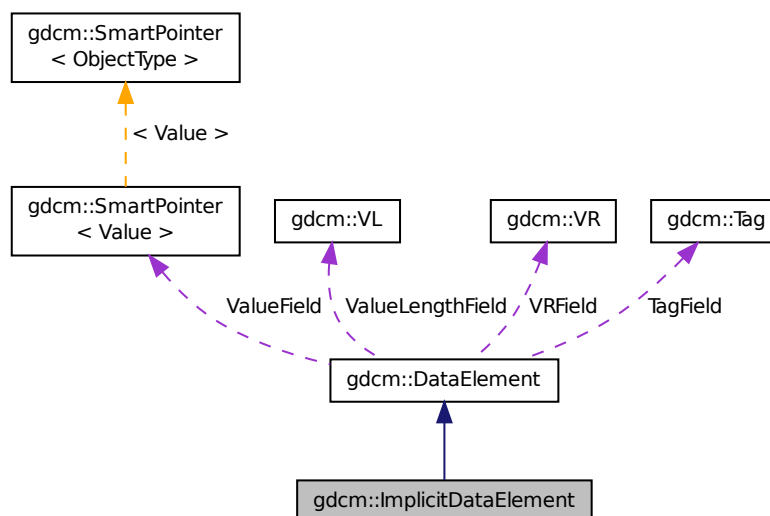 gdcm::SmartPointer
< ObjectType >
< Value >
gdcm::SmartPointer
< Value >
gdcm::VL
gdcm::VR
gdcm::Tag
ValueField
ValueLengthField
VRField
TagField
gdcm::DataElement
gdcm::ImplicitDataElement